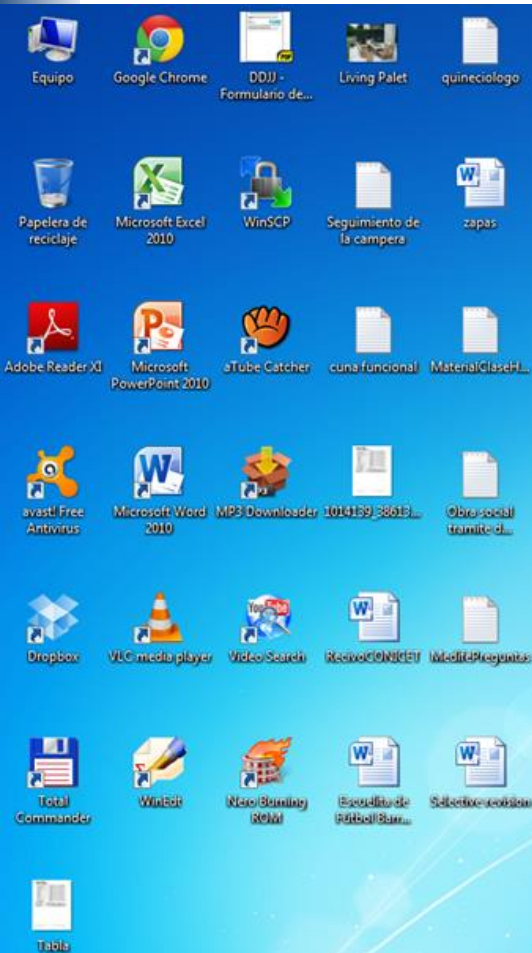 Equipo
Google Chrome
DDJJ -
Formulario de...
Living Palet
quineciologo
Papelera de
reciclaje
Microsoft Excel
2010
WinSCP
Seguimiento de
la campera
zapas
Adobe Reader XI
Microsoft
PowerPoint 2010
aTube Catcher
cuna funcional
MaterialClaseH...
avast! Free
Antivirus
Microsoft Word
2010
MP3 Downloader
1014139_38613...
Obra social
tramite d...
Dropbox
VLC media player
Video Search
RecivoCONICET
MedifePreguntas
Total
Commander
WinEdt
Nero Burning
ROM
Escuelita de
Fútbol Barr...
Selective revision
Tabla